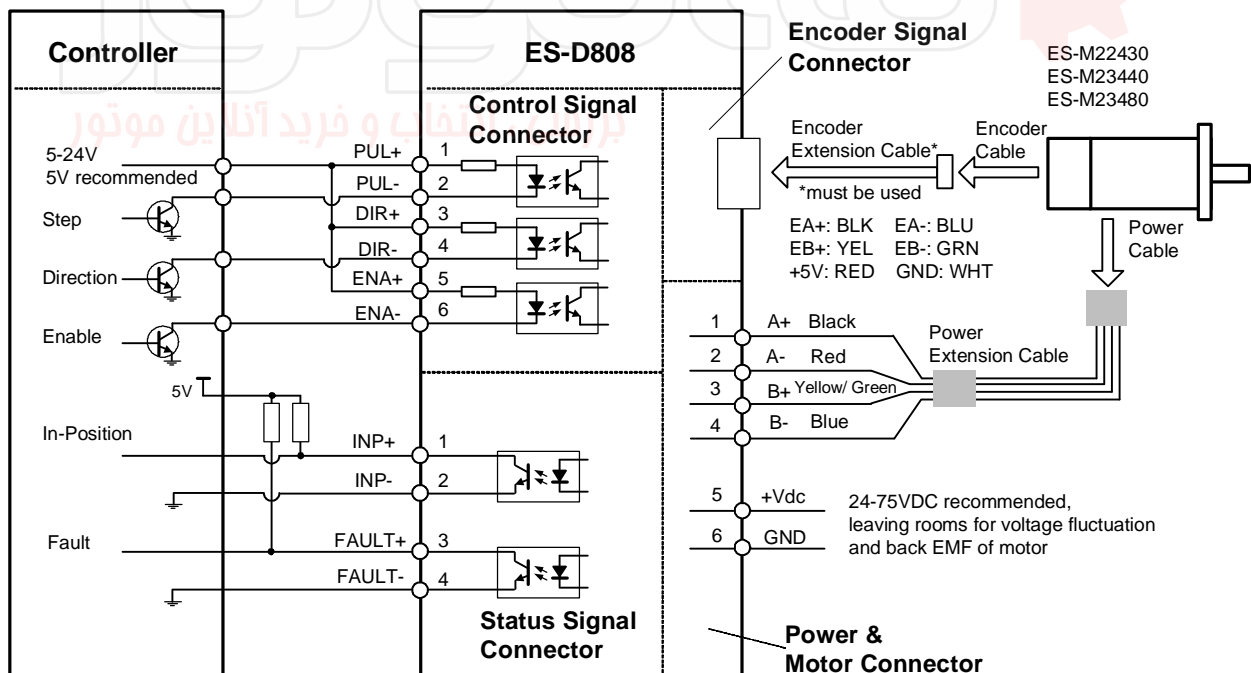 Controller
ES-D808
Encoder Signal
Connector
ES-M22430
ES-M23440
ES-M23480
Control Signal
Connector
5-24V
5V recommended
Step
Direction
Enable
PUL+ 1
PUL- 2
DIR+ 3
DIR- 4
ENA+ 5
ENA- 6
Encoder
Extension Cable*
*must be used
Encoder
Cable
EA+: BLK EA-: BLU
EB+: YEL EB-: GRN
+5V: RED GND: WHT
Power
Cable
1 A+ Black
2 A- Red
3 B+ Yellow/ Green
4 B- Blue
Power
Extension Cable
5V
In-Position
Fault
INP+ 1
INP- 2
FAULT+ 3
FAULT- 4
5 +Vdc
6 GND
24-75VDC recommended,
leaving rooms for voltage fluctuation
and back EMF of motor
Status Signal
Connector
Power &
Motor Connector
انتخاب و خرید آنلاین موتور